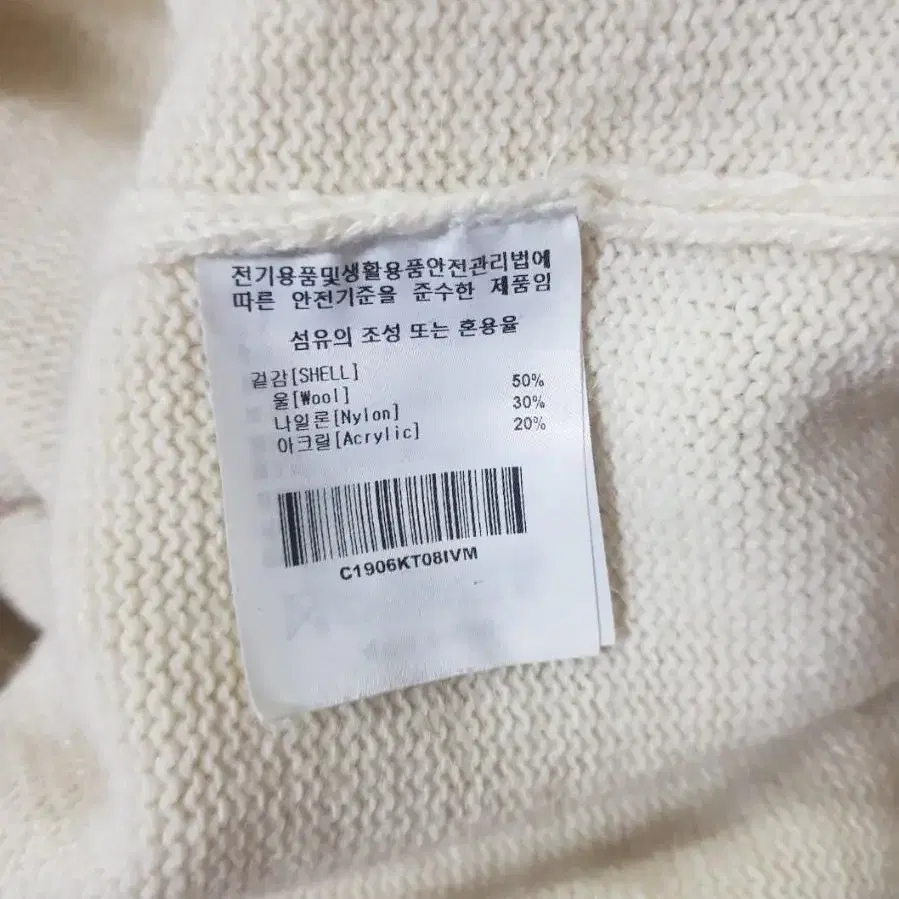 전기용품및생활용품안전관리법에
따른 안전기준을 준수한 제품임
섬유의 조성 또는 혼용율
겉감[SHELL]
울[Wool] 50%
나일론[Nylon] 30%
아크릴[Acrylic] 20%
C1906KT08IVM